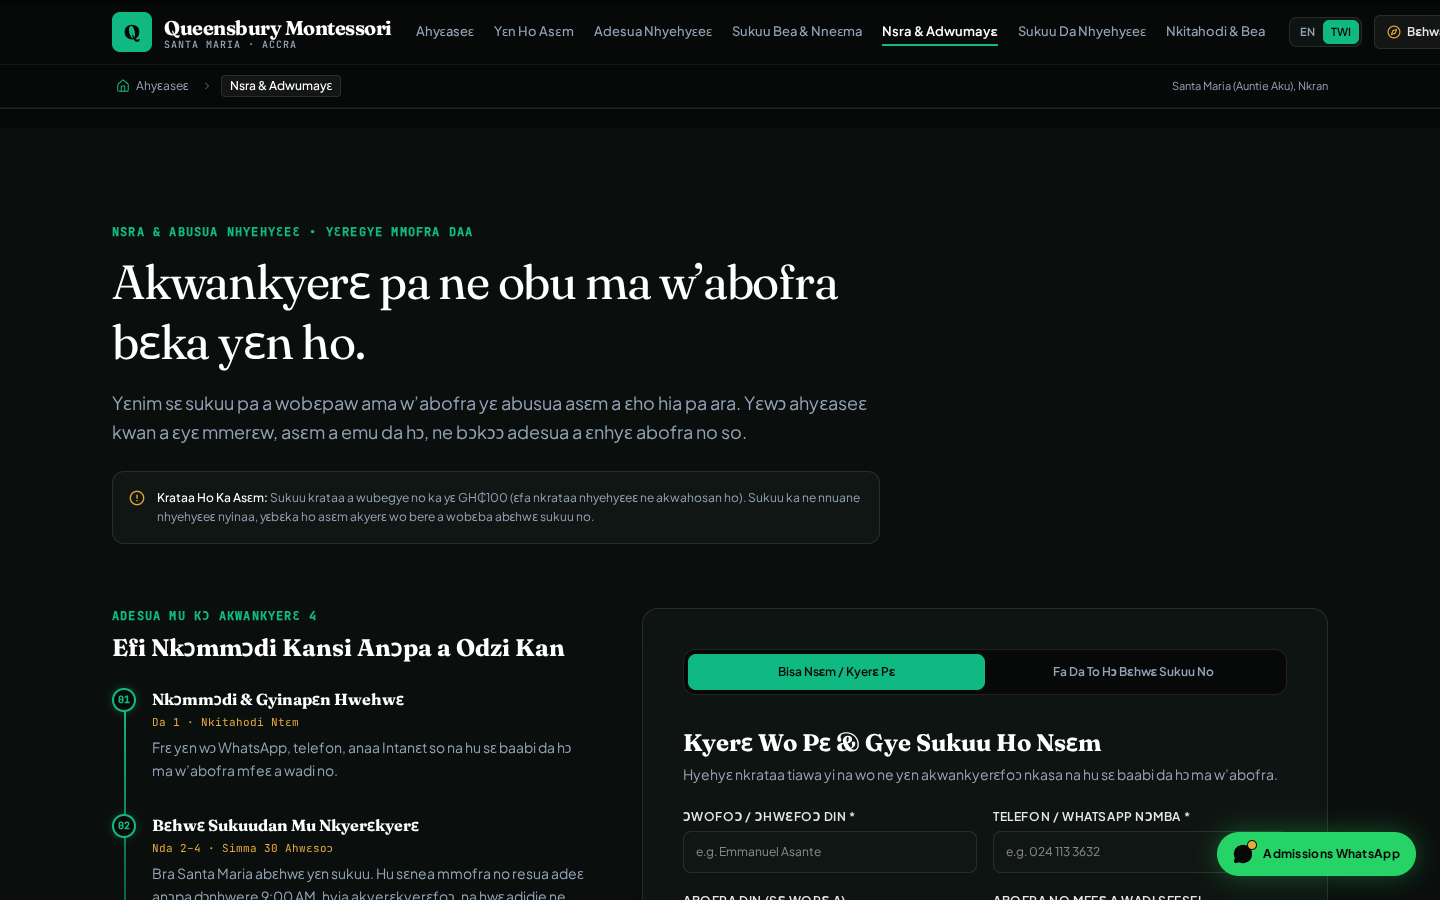 Q
Queensbury Montessori
SANTA MARIA · ACCRA
Ahyɛaseɛ
Yɛn Ho Asɛm
Adesua Nhyehyɛeɛ
Sukuu Bea & Nneɛma
Nsra & Adwumayɛ
Sukuu Da Nhyehyɛeɛ
Nkitahodi & Bea
EN
TWI
Ahyɛaseɛ > Nsra & Adwumayɛ
Santa Maria (Auntie Aku), Nkran
NSRA & ABUSUA NHYEHYƐEƐ • YƐREGYE MMOFRA DAA
Akwankyerɛ pa ne obu ma w’abofra
bɛka yɛn ho.
Yɛnim sɛ sukuu pa a wobɛpaw ama w’abofra yɛ abusua asɛm a ɛho hia pa ara. Yɛwɔ ahyɛaseɛ
kwan a ɛyɛ mmerɛw, asɛm a emu da hɔ, ne bɔkɔɔ adesua a ɛnhyɛ abofra no so.
Krataa Ho Ka Asɛm: Sukuu krataa a wubegye no ka yɛ GH₵100 (ɛfa nkrataa nhyehyɛeɛ ne akwahosan ho). Sukuu ka ne nnuane
nhyehyɛeɛ nyinaa, yɛbɛka ho asɛm akyerɛ wo bere a wobɛba abɛhwɛ sukuu no.
ADESUA MU KƆ AKWANKYERƐ 4
Efi Nkɔmmɔdi Kansi Anɔpa a Odzi Kan
01
Nkɔmmɔdi & Gyinapɛn Hwehwɛ
Da 1 · Nkitahodi Ntɛm
Frɛ yɛn wɔ WhatsApp, telefon, anaa Intanɛt so na hu sɛ baabi da hɔ
ma w’abofra mfeɛ a wadi no.
02
Bɛhwɛ Sukuudan Mu Nkyerɛkyerɛ
Nda 2–4 · Simma 30 Ahwɛsoɔ
Bra Santa Maria abɛhwɛ yɛn sukuu. Hu sɛnea mmofra no resua adeɛ
Bisa Nsɛm / Kyerɛ Pɛ
Fa Da To Hɔ Bɛhwɛ Sukuu No
Kyerɛ Wo Pɛ & Gye Sukuu Ho Nsɛm
Hyehyɛ nkrataa tiawa yi na wo ne yɛn akwankyerɛfoɔ nkasa na hu sɛ baabi da hɔ ma w’abofra.
ƆWOFOƆ / ƆHWƐFOƆ DIN *
TELEFON / WHATSAPP NƆMBA *
e.g. Emmanuel Asante
e.g. 024 113 3632
Admissions WhatsApp